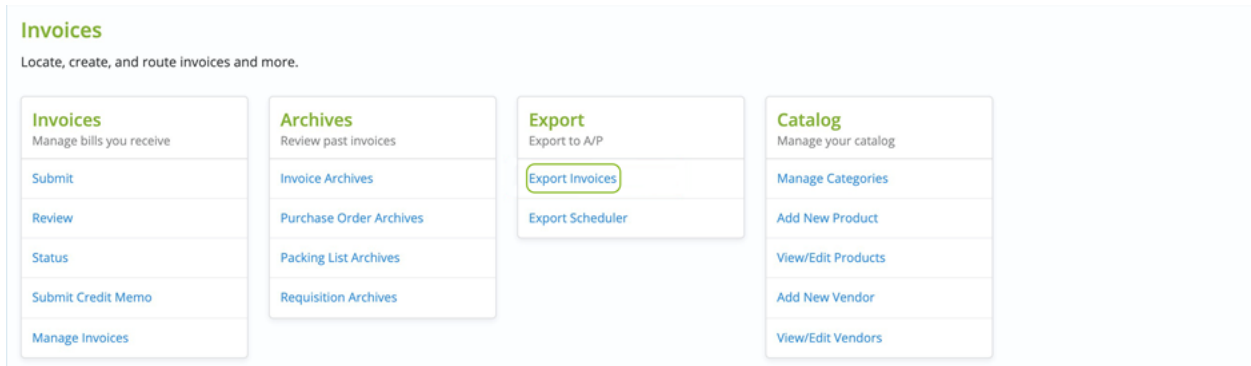 Invoices
Locate, create, and route invoices and more.
Invoices
Manage bills you receive
Submit
Review
Status
Submit Credit Memo
Manage Invoices
Archives
Review past invoices
Invoice Archives
Purchase Order Archives
Packing List Archives
Requisition Archives
Export
Export to A/P
Export Invoices
Export Scheduler
Catalog
Manage your catalog
Manage Categories
Add New Product
View/Edit Products
Add New Vendor
View/Edit Vendors